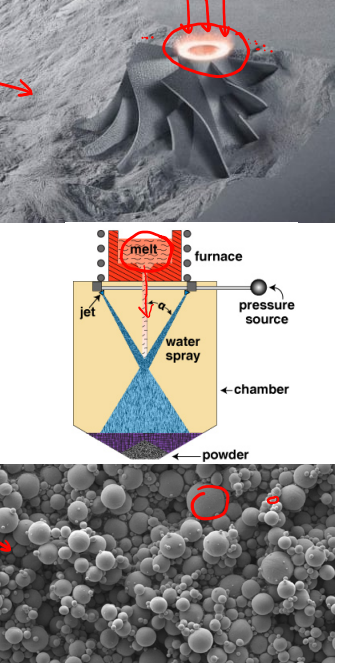 melt
furnace
jet
α
pressure
source
water
spray
chamber
powder